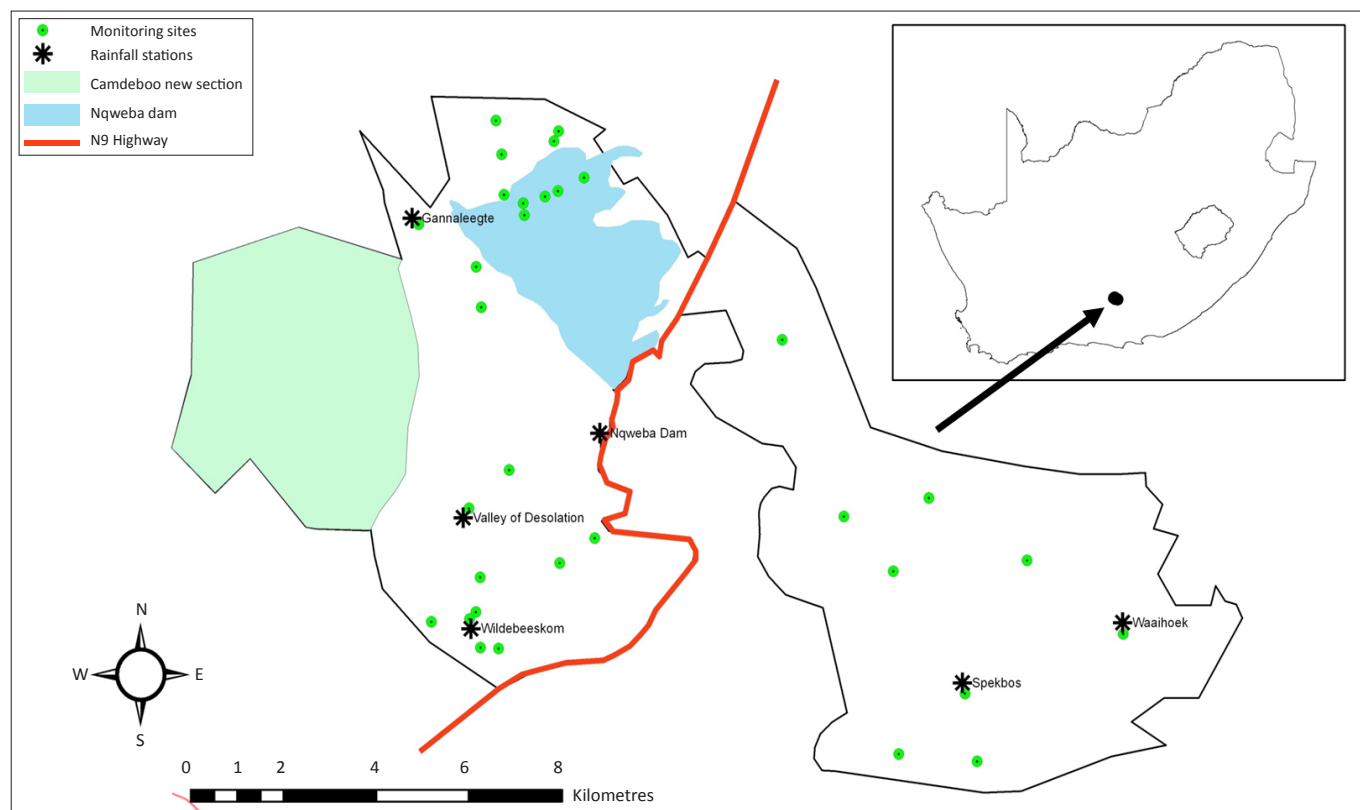 Monitoring sites
Rainfall stations
Camdeboo new section
Nqweba dam
N9 Highway
Gannaleegte
Nqweba Dam
Valley of Desolation
Wildebeeskom
Waaihoek
Spekbos
N
W E
S
0 1 2 4 6 8
Kilometres